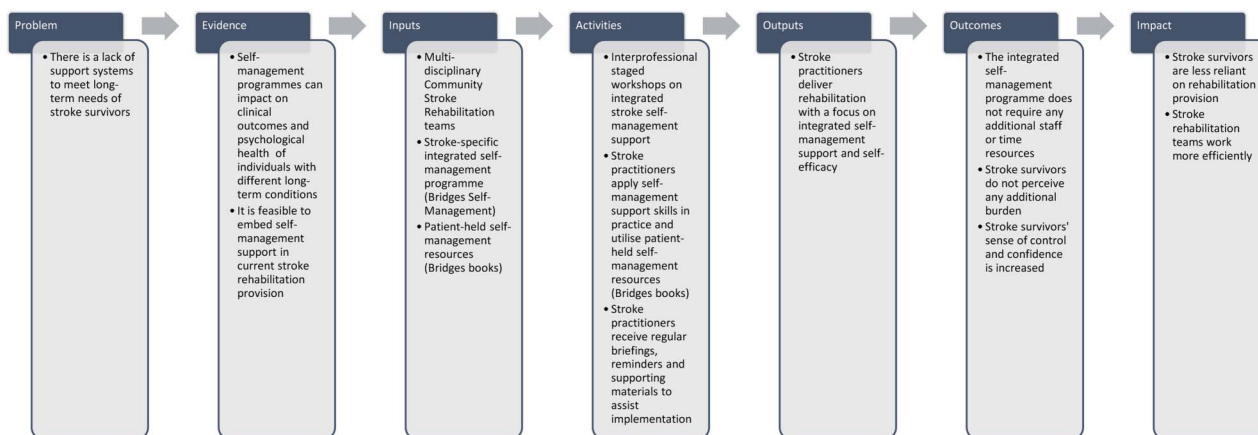 Problem
• There is a lack of
support systems
to meet long-
term needs of
stroke survivors
Evidence
• Self-
management
programmes can
impact on
clinical
outcomes and
psychological
health of
individuals with
different long-
term conditions
• It is feasible to
embed self-
management
support in
current stroke
rehabilitation
provision
Inputs
• Multi-
disciplinary
Community
Stroke
Rehabilitation
teams
• Stroke-specific
integrated self-
management
programme
(Bridges Self-
Management)
• Patient-held self-
management
resources
(Bridges books)
Activities
• Interprofessional
staged
workshops on
integrated
stroke self-
management
support
• Stroke
practitioners
apply self-
management
support skills in
practice and
utilise patient-
held self-
management
resources
(Bridges books)
• Stroke
practitioners
receive regular
briefings,
reminders and
supporting
materials to
assist
implementation
Outputs
• Stroke
practitioners
deliver
rehabilitation
with a focus on
integrated self-
management
support and self-
efficacy
Outcomes
• The integrated
self-
management
programme does
not require any
additional staff
or time
resources
• Stroke survivors
do not perceive
any additional
burden
• Stroke survivors'
sense of control
and confidence
is increased
Impact
• Stroke survivors
are less reliant
on rehabilitation
provision
• Stroke
rehabilitation
teams work
more efficiently